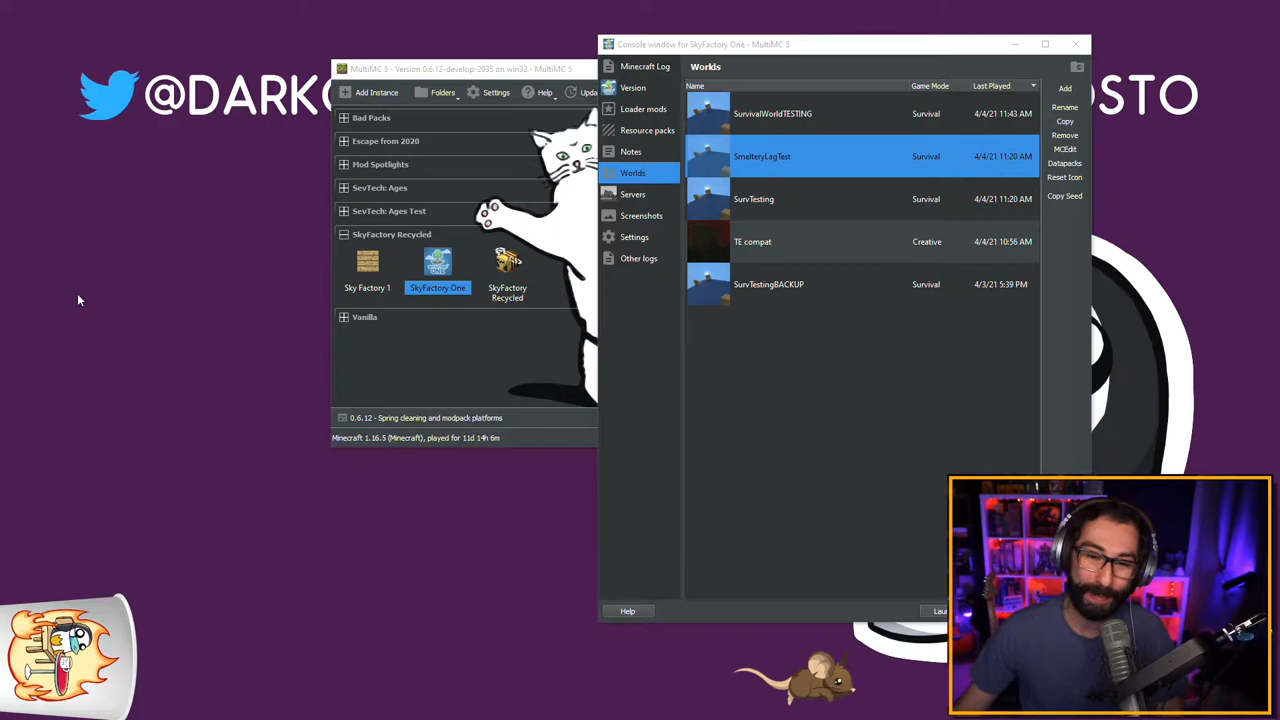 @DARKO
OSTO
MultiMC 5 - Version 0.6.12-develop-2035 on win32 - MultiMC 5
Add Instance
Folders
Settings
Help
Upda
Bad Packs
Escape from 2020
Mod Spotlights
SevTech: Ages
SevTech: Ages Test
SkyFactory Recycled
Sky Factory 1
SkyFactory One
SkyFactory
Recycled
Vanilla
0.6.12 - Spring cleaning and modpack platforms
Minecraft 1.16.5 (Minecraft), played for 11d 14h 6m
Console window for SkyFactory One - MultiMC 5
Minecraft Log
Version
Loader mods
Resource packs
Notes
Worlds
Servers
Screenshots
Settings
Other logs
Worlds
Name Game Mode Last Played
SurvivalWorldTESTING Survival 4/4/21 11:43 AM
SmelteryLagTest Survival 4/4/21 11:20 AM
SurvTesting Survival 4/4/21 11:20 AM
TE compat Creative 4/4/21 10:56 AM
SurvTestingBACKUP Survival 4/3/21 5:39 PM
Add
Rename
Copy
Remove
MCEdit
Datapacks
Reset Icon
Copy Seed
Help
Lau